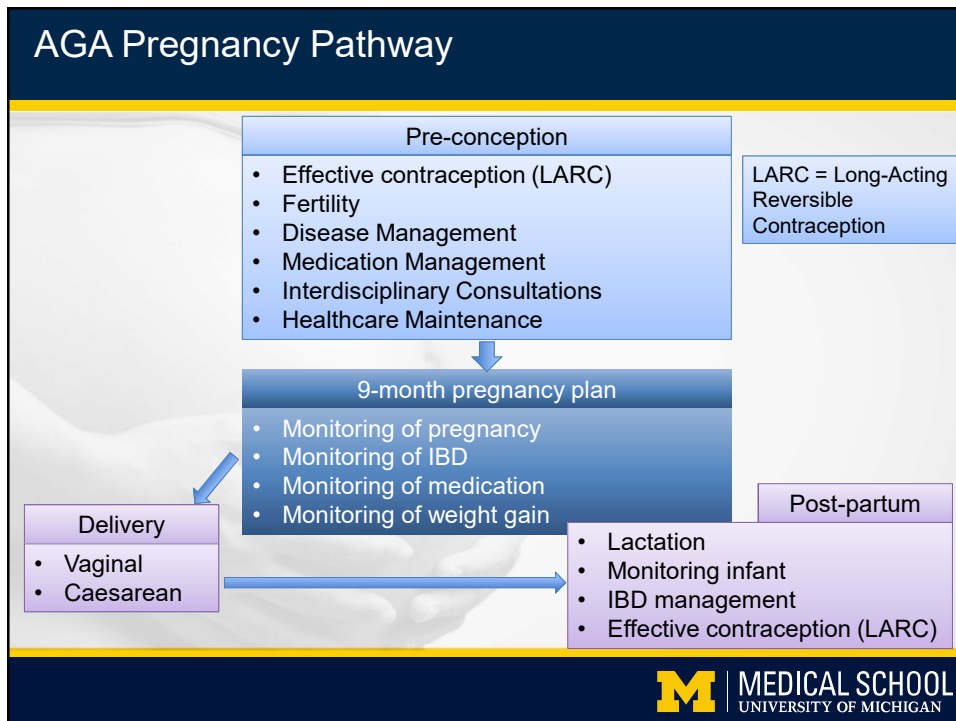 AGA Pregnancy Pathway
Pre-conception
• Effective contraception (LARC)
• Fertility
• Disease Management
• Medication Management
• Interdisciplinary Consultations
• Healthcare Maintenance
LARC = Long-Acting
Reversible
Contraception
9-month pregnancy plan
• Monitoring of pregnancy
• Monitoring of IBD
• Monitoring of medication
• Monitoring of weight gain
Delivery
• Vaginal
• Caesarean
Post-partum
• Lactation
• Monitoring infant
• IBD management
• Effective contraception (LARC)
M
MEDICAL SCHOOL
UNIVERSITY OF MICHIGAN